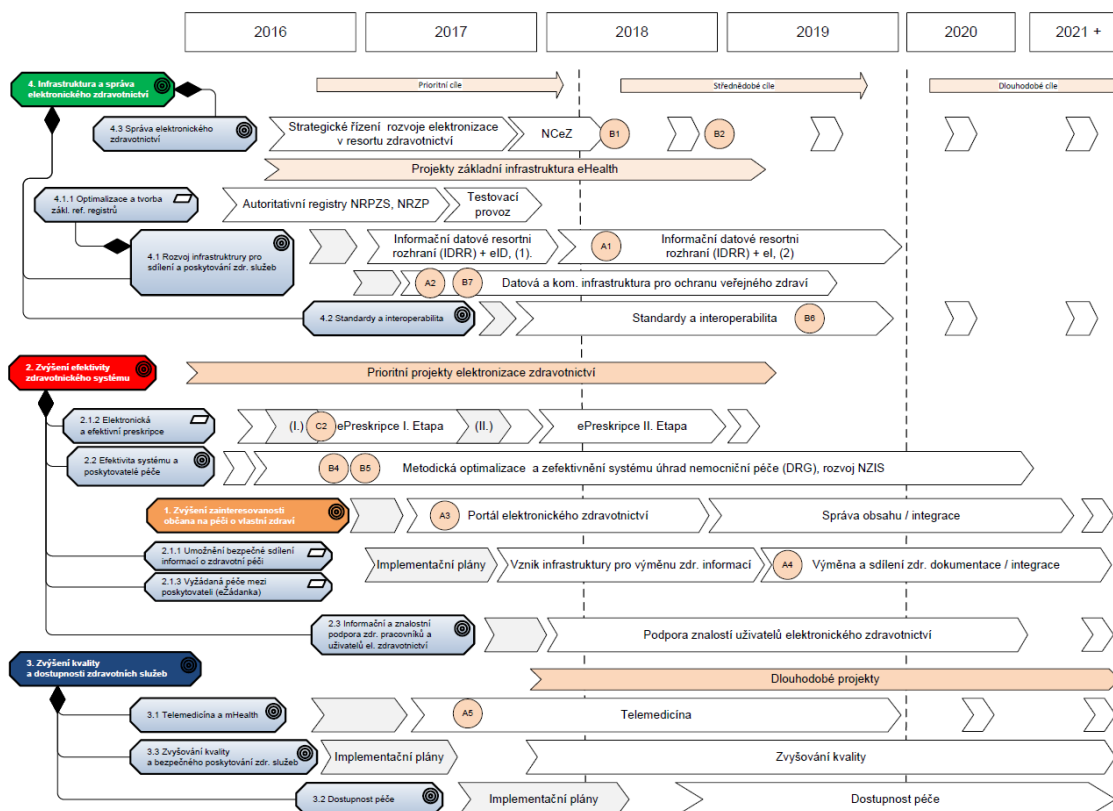 2016
2017
2018
2019
2020
2021 +
4. Infrastruktura a správa
elektronického zdravotnictví
Prioritní cíle
Střednědobé cíle
Dlouhodobé cíle
4.3 Správa elektronického
zdravotnictví
Strategické řízení rozvoje elektronizace
v resortu zdravotnictví
NCeZ
B1
B2
Projekty základní infrastruktura eHealth
4.1.1 Optimalizace a tvorba
zákl. ref. registrů
Autoritativní registry NRPZS, NRZP
Testovací
provoz
4.1 Rozvoj infrastruktrury pro
sdílení a poskytování zdr. služeb
Informační datové resortni
rozhraní (IDRR) + eID, (1).
A1
Informační datové resortni
rozhraní (IDRR) + eI, (2)
A2
B7
Datová a kom. infrastruktura pro ochranu veřejného zdraví
4.2 Standardy a interoperabilita
Standardy a interoperabilita
B6
2. Zvýšení efektivity
zdravotnického systému
Prioritní projekty elektronizace zdravotnictví
2.1.2 Elektronická
a efektivní preskripce
(I.)
C2
ePreskripce I. Etapa
(II.)
ePreskripce II. Etapa
2.2 Efektivita systému a
poskytovatelé péče
B4
B5
Metodická optimalizace a zefektivnění systému úhrad nemocniční péče (DRG), rozvoj NZIS
1. Zvýšení zainteresovanosti
občana na péči o vlastní zdraví
A3
Portál elektronického zdravotnictví
Správa obsahu / integrace
2.1.1 Umožnění bezpečné sdílení
informací o zdravotní péči
2.1.3 Vyžádaná péče mezi
poskytovateli (eŽádanka)
Implementační plány
Vznik infrastruktury pro výměnu zdr. informací
A4
Výměna a sdílení zdr. dokumentace / integrace
2.3 Informační a znalostní
podpora zdr. pracovníků a
uživatelů el. zdravotnictví
Podpora znalostí uživatelů elektronického zdravotnictví
3. Zvýšení kvality
a dostupnosti zdravotních služeb
Dlouhodobé projekty
3.1 Telemedicína a mHealth
A5
Telemedicína
3.3 Zvyšování kvality
a bezpečného poskytování zdr. služeb
Implementační plány
Zvyšování kvality
3.2 Dostupnost péče
Implementační plány
Dostupnost péče